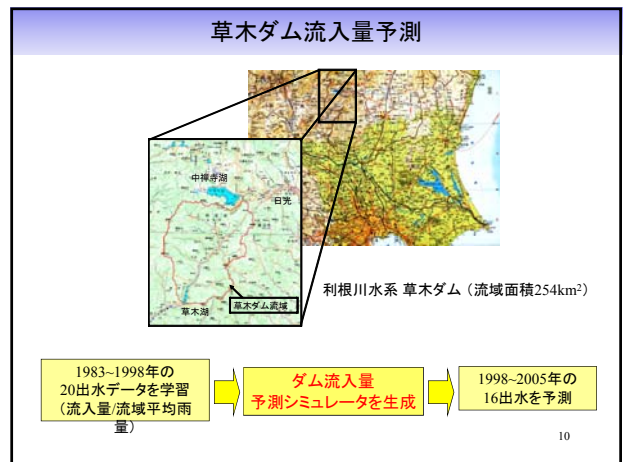 草木ダム流入量予測
中禅寺湖
日光
草木ダム流域
草木湖
利根川水系 草木ダム（流域面積254km²）
1983~1998年の
20出水データを学習
（流入量/流域平均雨
量）
ダム流入量
予測シミュレータを生成
1998~2005年の
16出水を予測
10